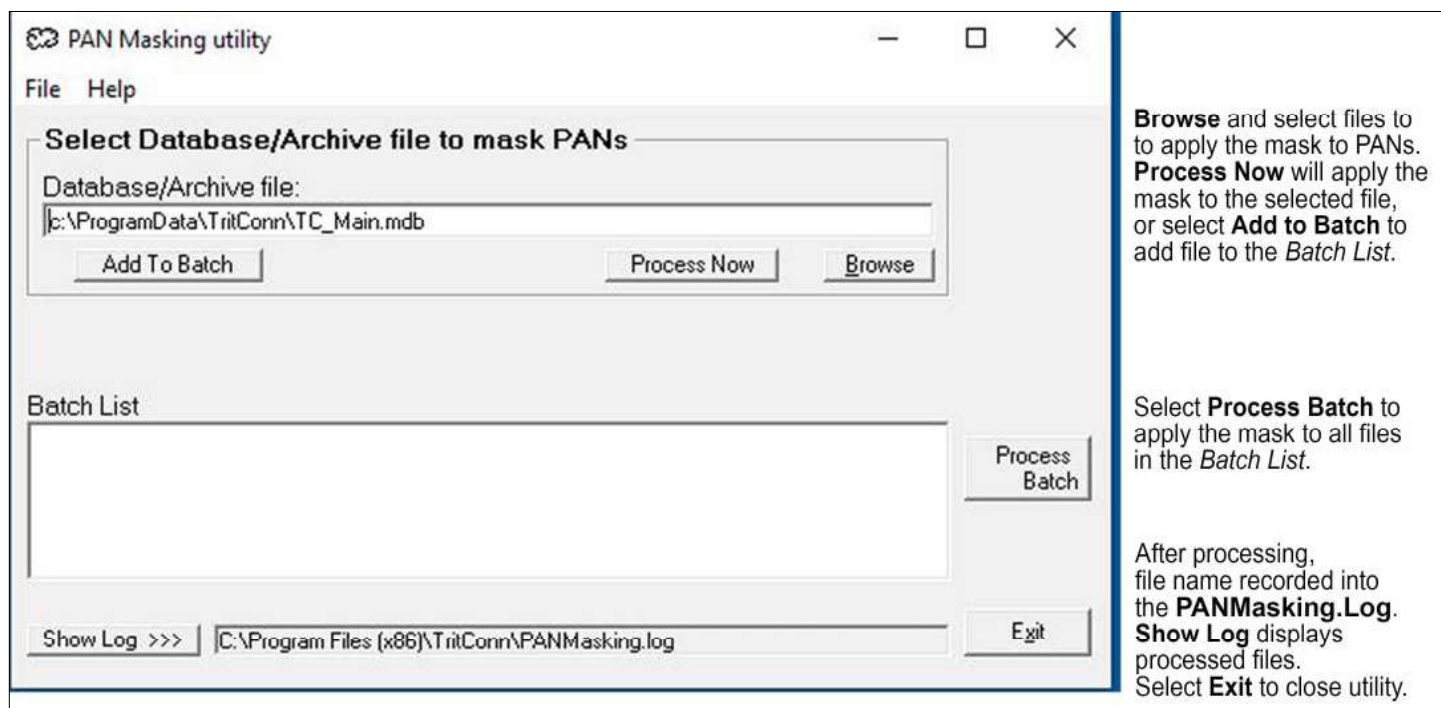 PAN Masking utility
File Help
Select Database/Archive file to mask PANs
Database/Archive file:
c:\ProgramData\TritConn\TC_Main.mdb
Add To Batch
Process Now
Browse
Batch List
Process
Batch
Show Log >>>
C:\Program Files (x86)\TritConn\PANMasking.log
Exit
Browse and select files to
to apply the mask to PANs.
Process Now will apply the
mask to the selected file,
or select Add to Batch to
add file to the Batch List.
Select Process Batch to
apply the mask to all files
in the Batch List.
After processing,
file name recorded into
the PANMasking.Log.
Show Log displays
processed files.
Select Exit to close utility.